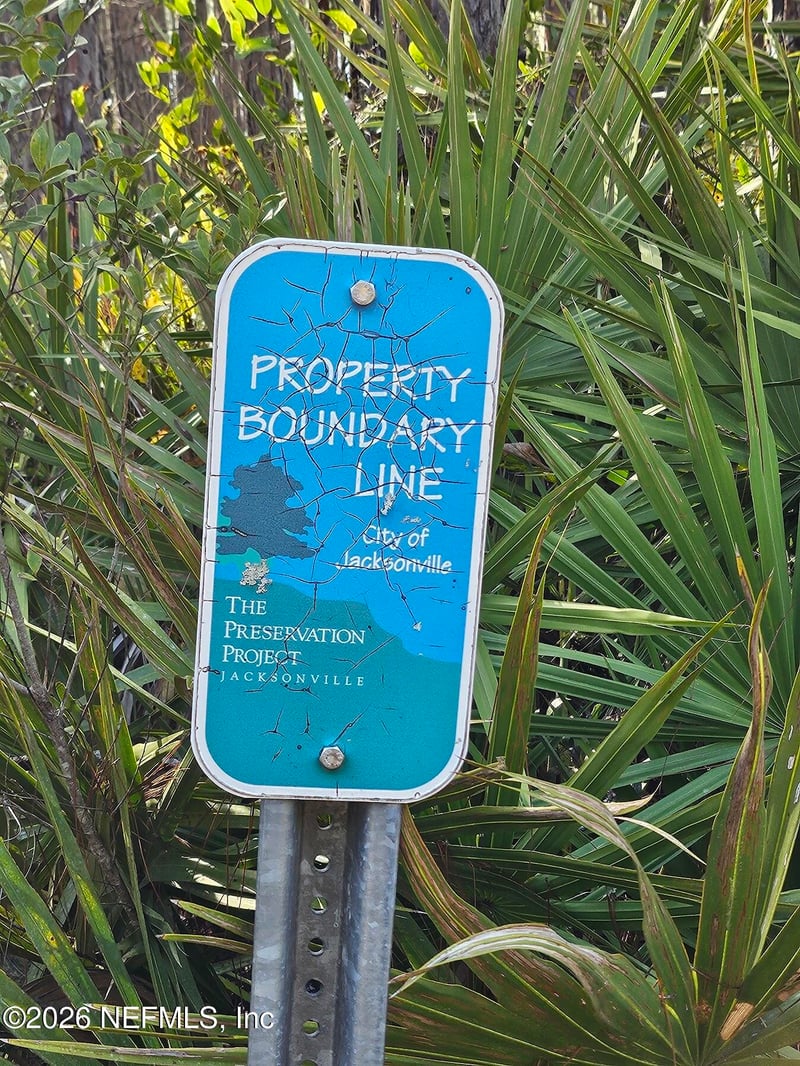 PROPERTY
BOUNDARY
LINE
City of
Jacksonville
THE
PRESERVATION
PROJECT
JACKSONVILLE
©2026 NEFMLS, Inc